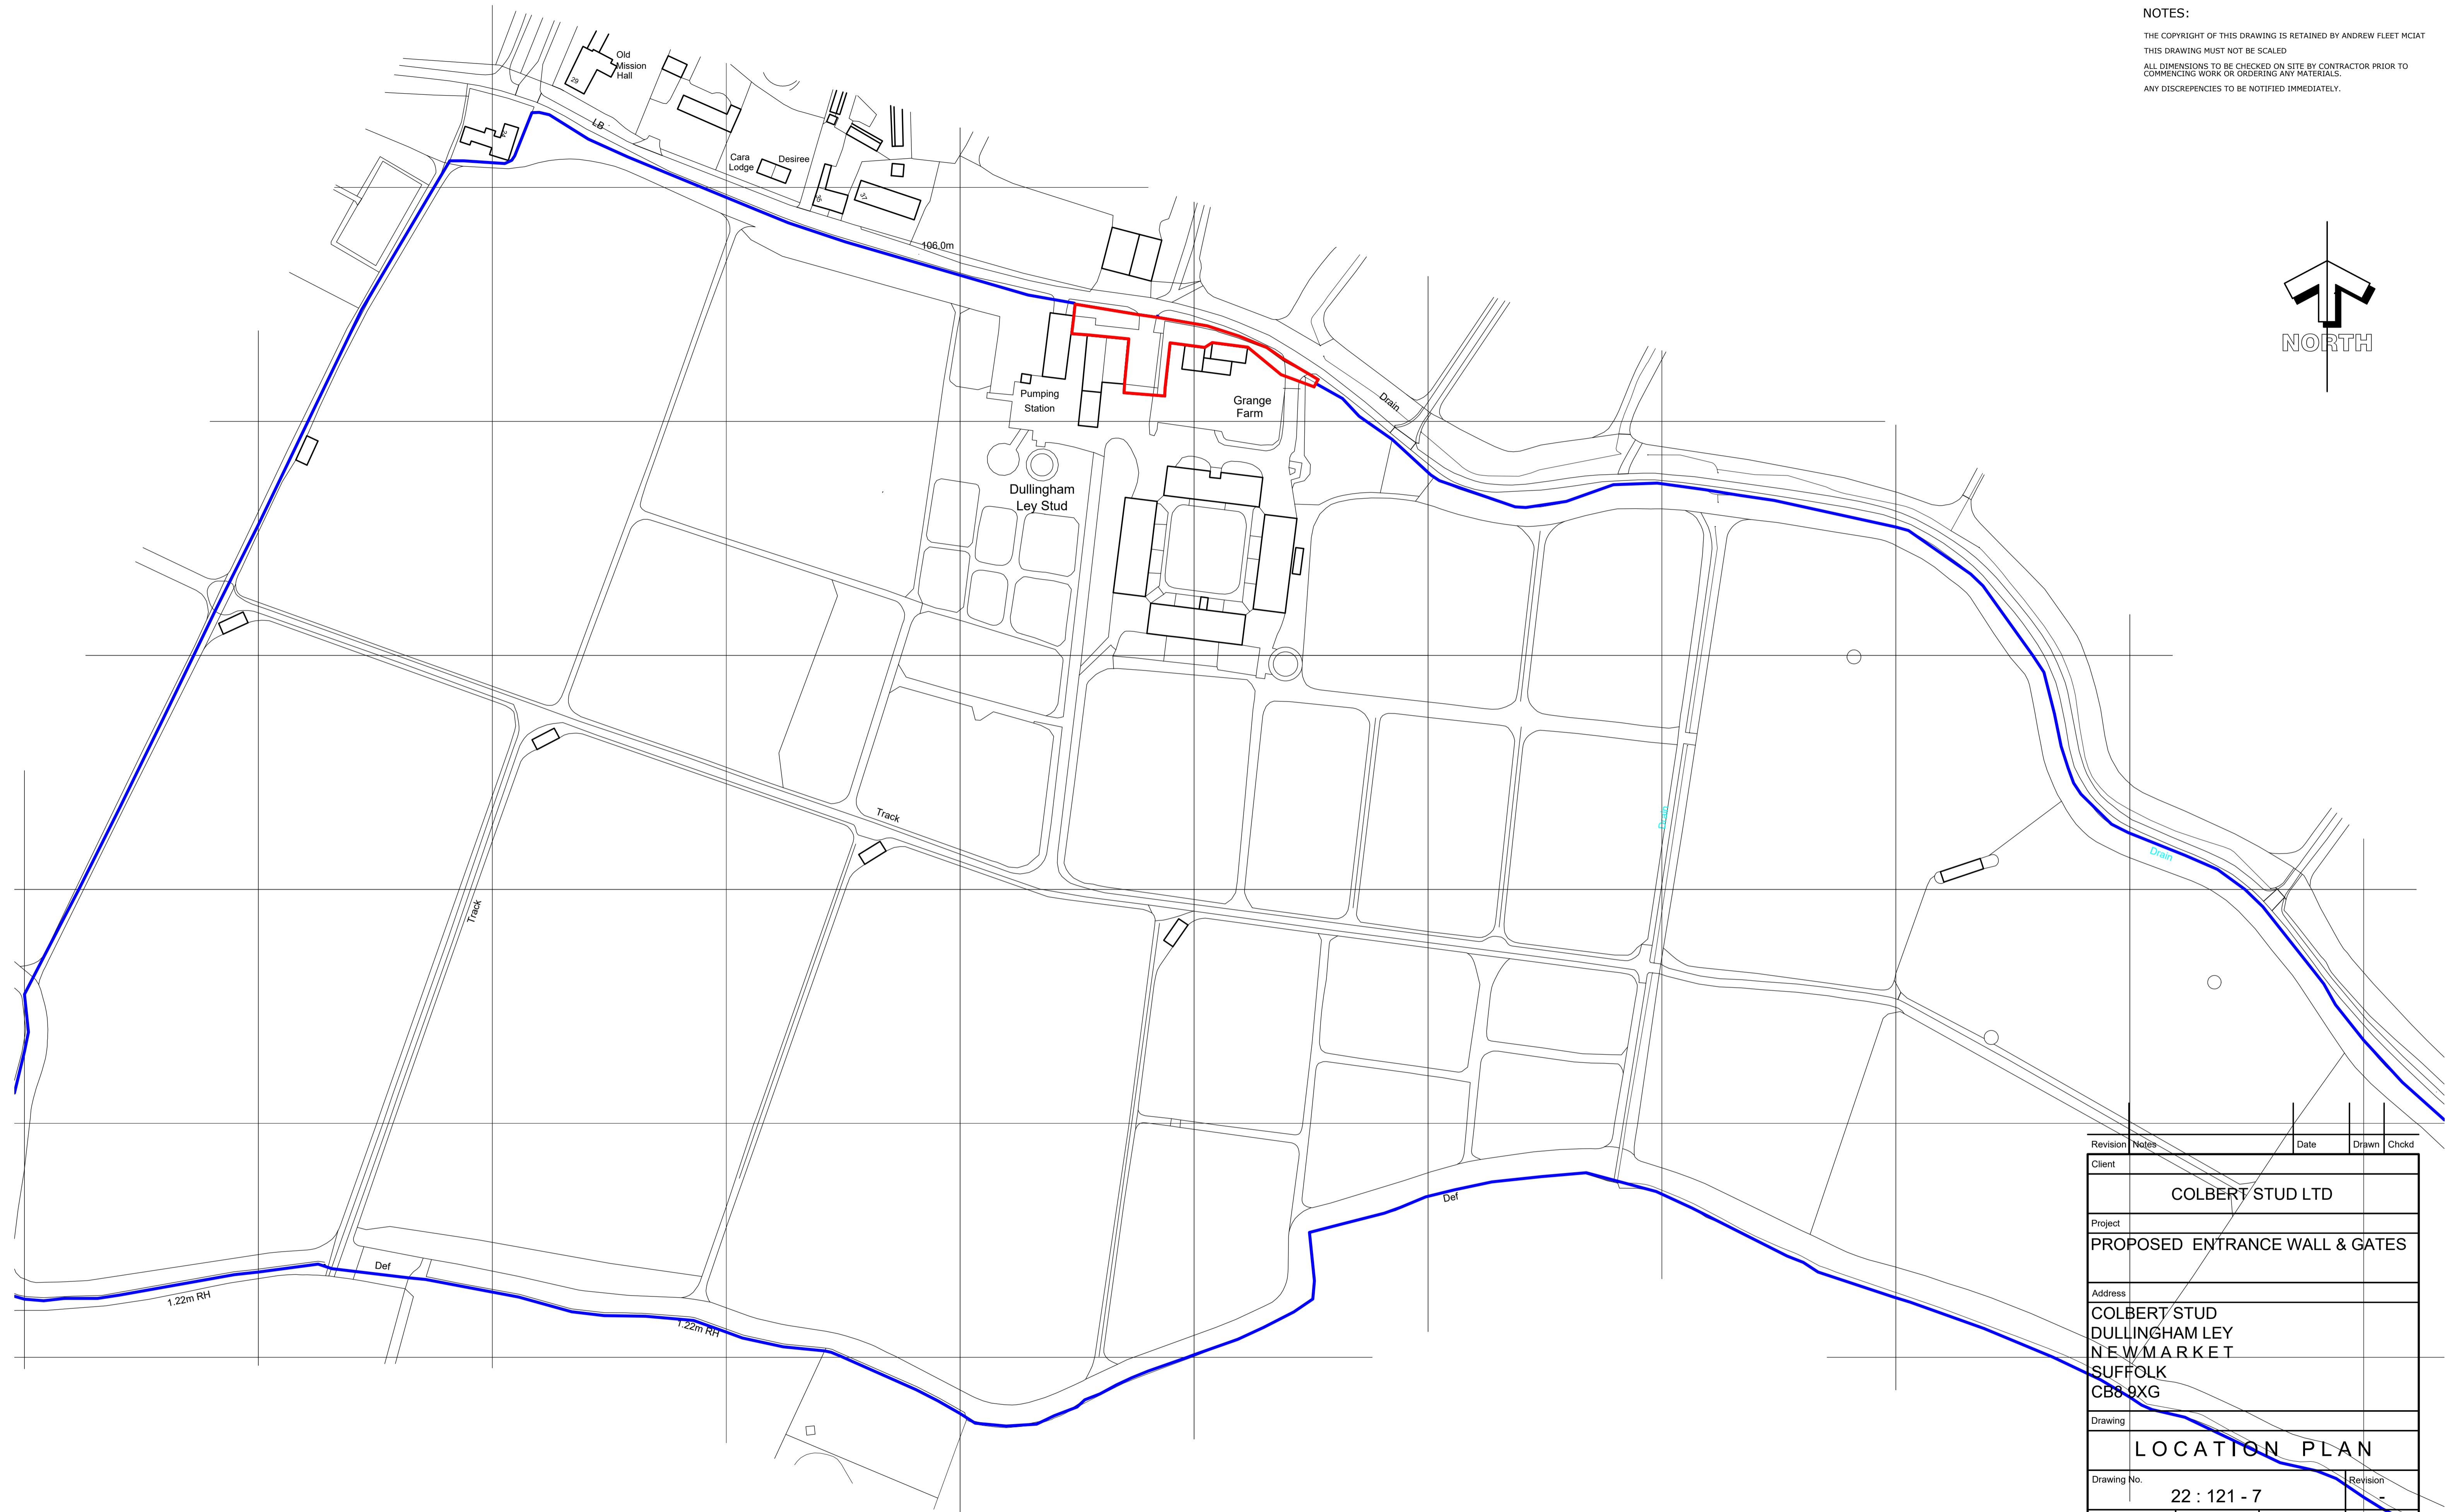 NOTES:
THE COPYRIGHT OF THIS DRAWING IS RETAINED BY ANDREW FLEET MCIAT
THIS DRAWING MUST NOT BE SCALED
ALL DIMENSIONS TO BE CHECKED ON SITE BY CONTRACTOR PRIOR TO
COMMENCING WORK OR ORDERING ANY MATERIALS.
ANY DISCREPENCIES TO BE NOTIFIED IMMEDIATELY.
Old
Mission
Hall
29
34
LB
Cara
Lodge
Desiree
35
37
106.0m
NORTH
Pumping
Station
Grange
Farm
Drain
Dullingham
Ley Stud
Track
Drain
Drain
Track
Def
Def
1.22m RH
1.22m RH
Revision Notes Date Drawn Chckd
Client
COLBERT STUD LTD
Project
PROPOSED ENTRANCE WALL & GATES
Address
COLBERT STUD
DULLINGHAM LEY
N E W M A R K E T
SUFFOLK
CB8 9XG
Drawing
L O C A T I O N P L A N
Drawing No. Revision
22 : 121 - 7 -